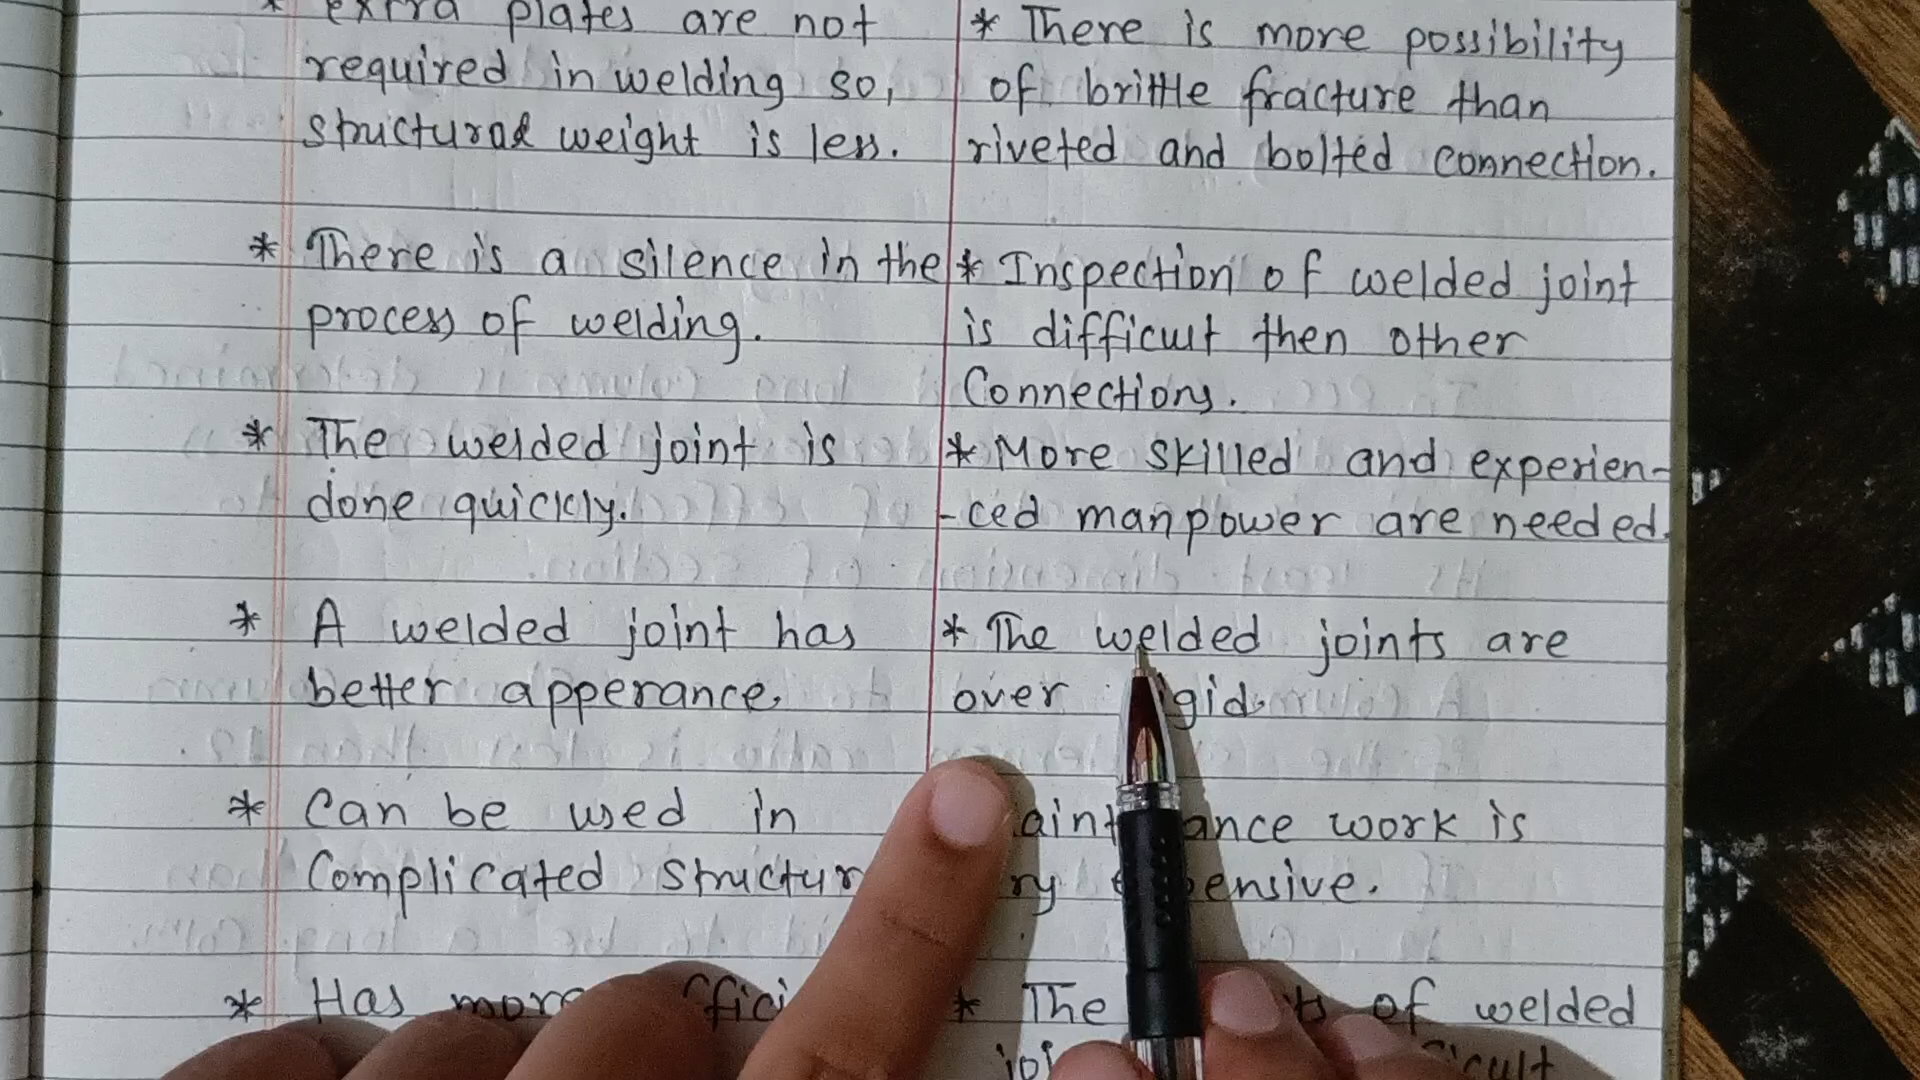 * extra plates are not
required in welding so,
structural weight is less.
* There is a silence in the
process of welding.
* The welded joint is
done quickly.
* A welded joint has
better apperance.
* Can be used in
Complicated
* Has more
* There is more possibility
of brittle fracture than
riveted and bolted connection.
* Inspection of welded joint
is difficult then other
Connections.
* More skilled and experien-
-ced manpower are needed.
* The welded joints are
over
work is
* The of welded